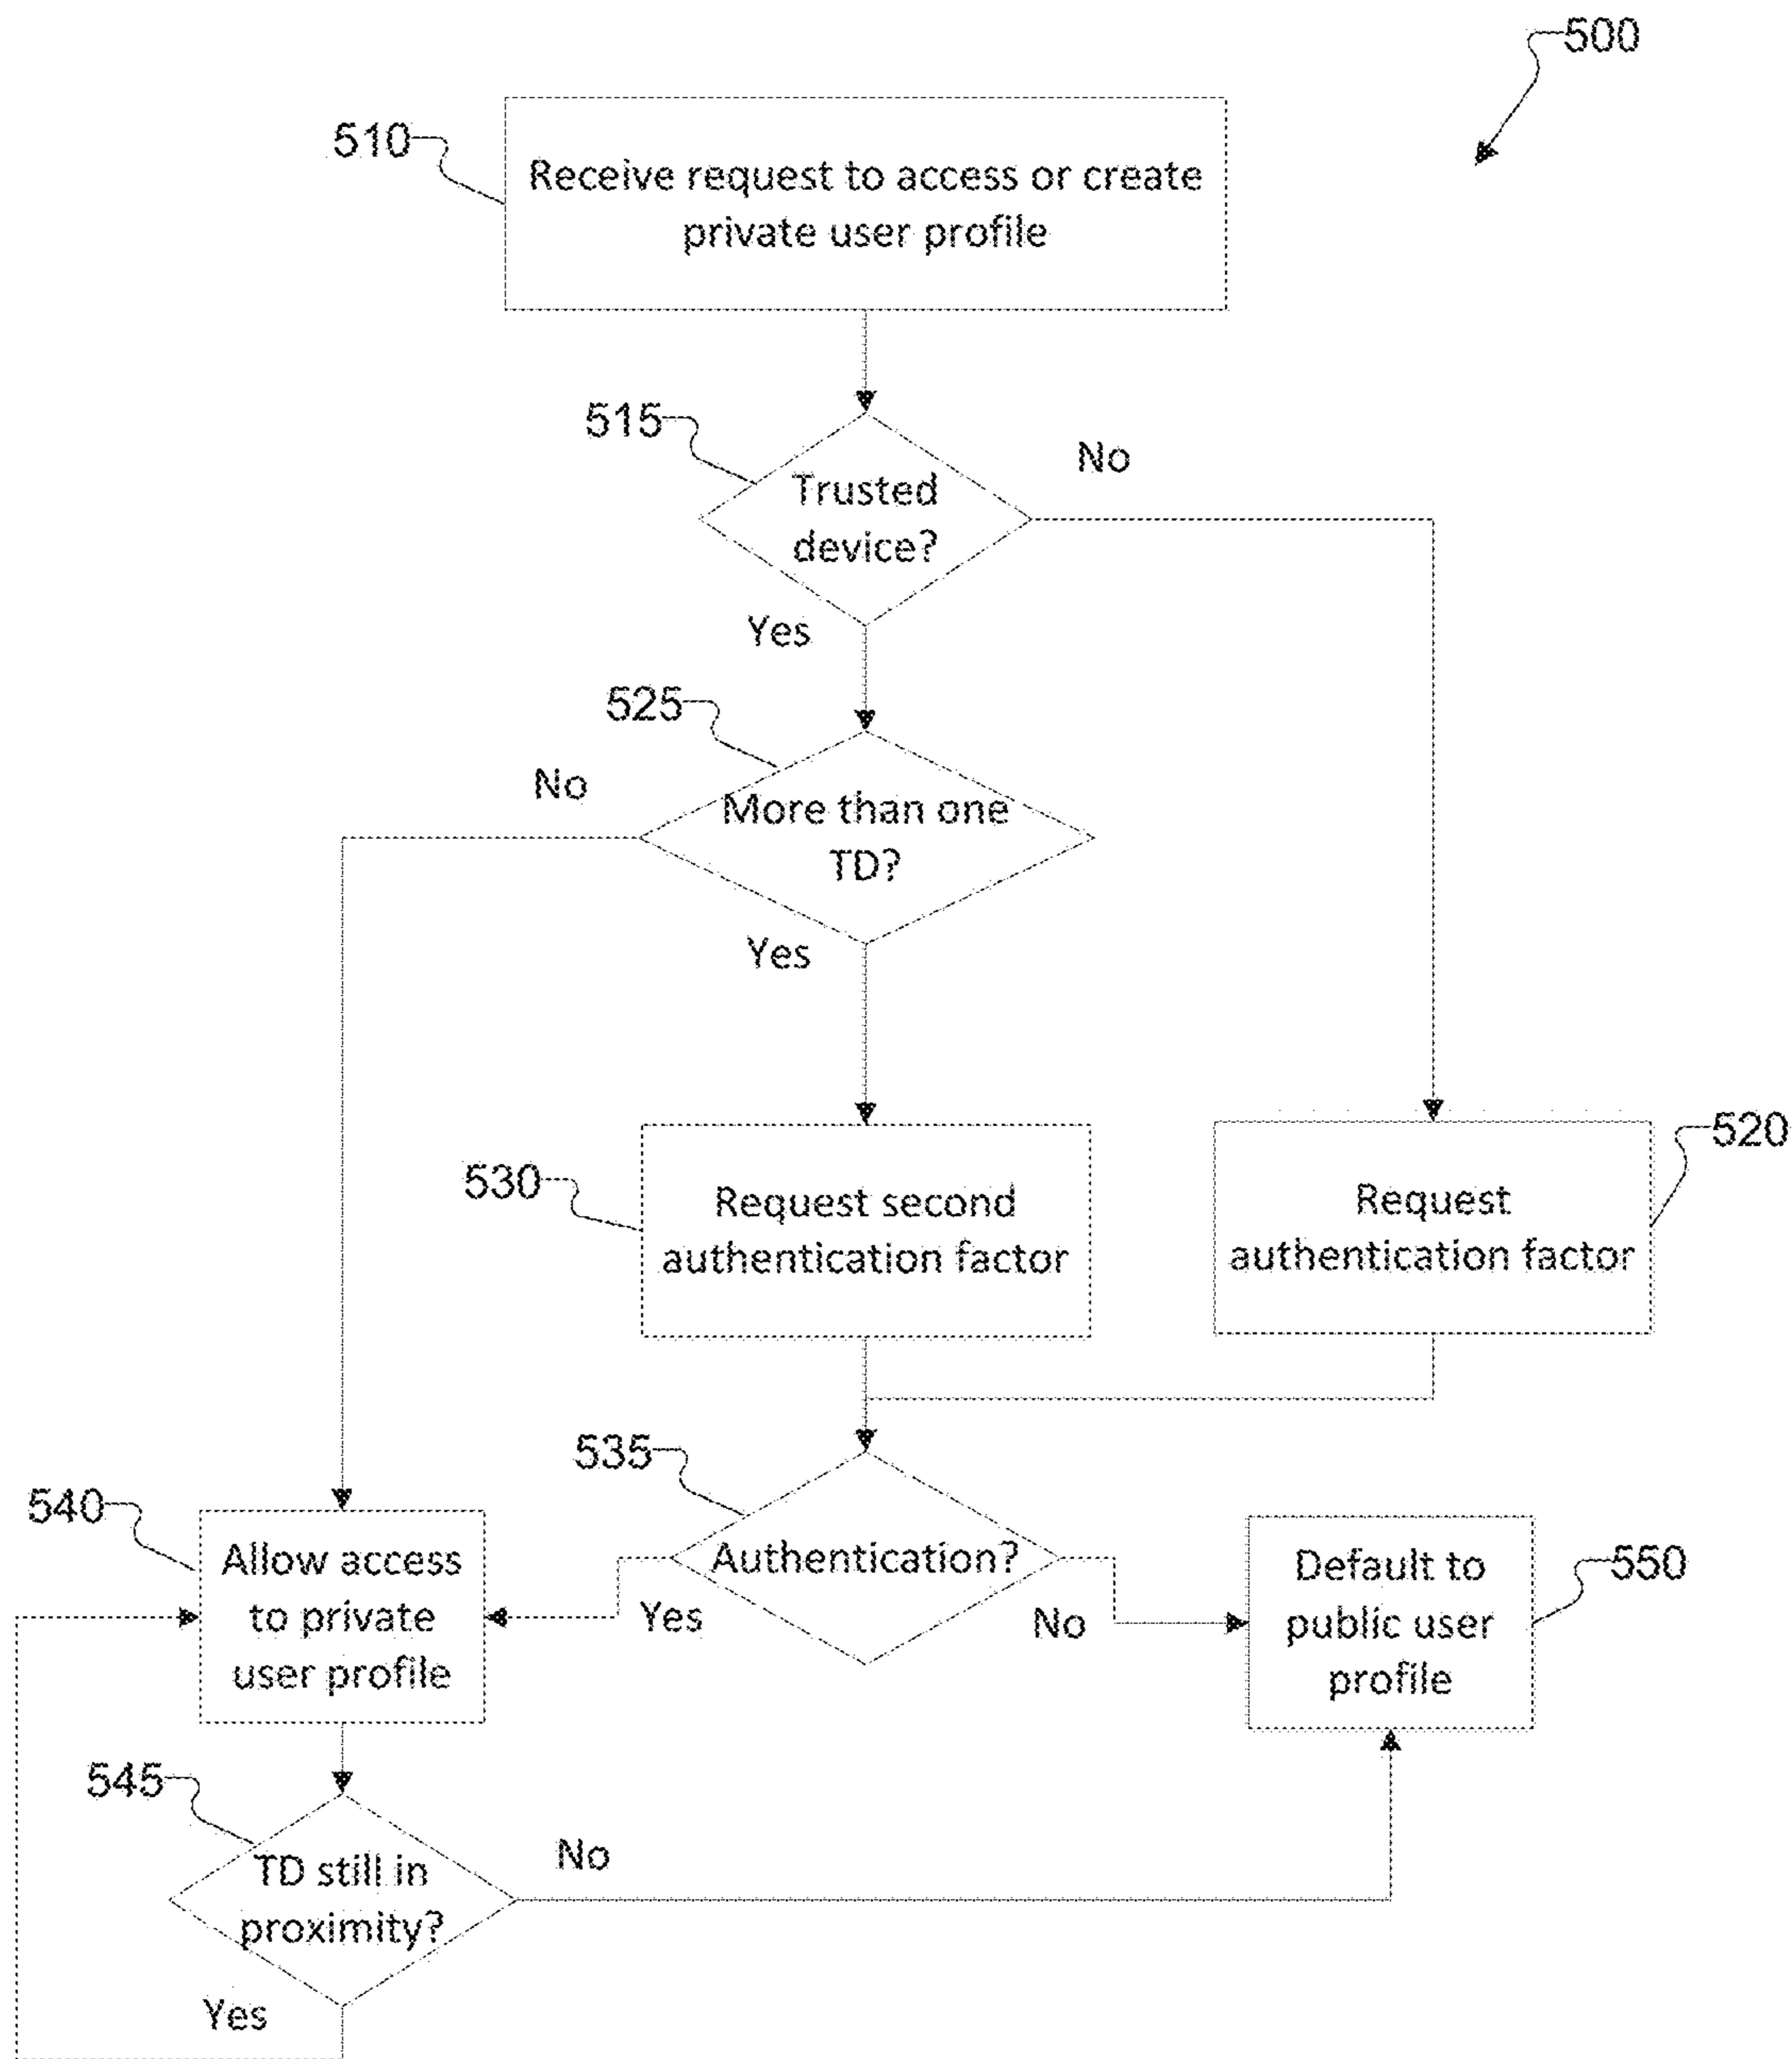 500
510
Receive request to access or create
private user profile
515
Trusted
device?
No
Yes
525
More than one
TD?
No
Yes
530
Request second
authentication factor
520
Request
authentication factor
535
Authentication?
Yes
No
540
Allow access
to private
user profile
550
Default to
public user
profile
545
TD still in
proximity?
No
Yes